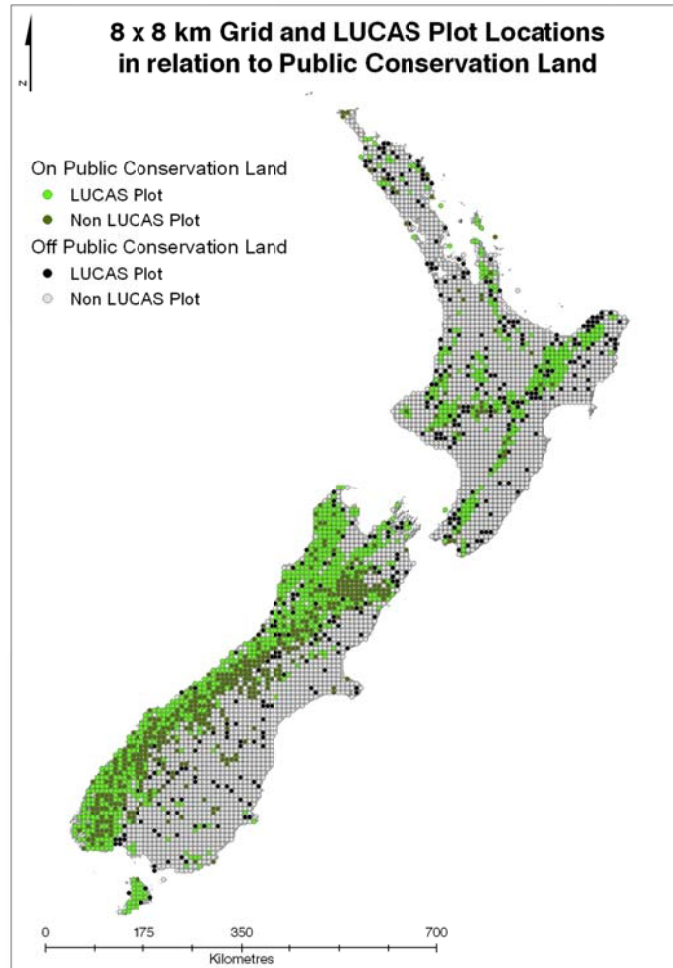 8 x 8 km Grid and LUCAS Plot Locations
in relation to Public Conservation Land
N
On Public Conservation Land
LUCAS Plot
Non LUCAS Plot
Off Public Conservation Land
LUCAS Plot
Non LUCAS Plot
0 175 350 700
Kilometres